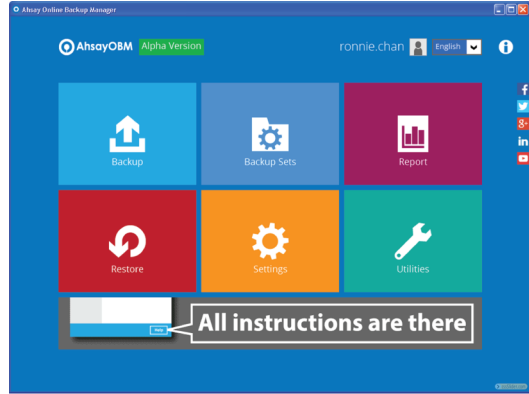 Ahsay Online Backup Manager
AhsayOBM Alpha Version
ronnie.chan English
Backup
Backup Sets
Report
Restore
Settings
Utilities
Help
All instructions are there